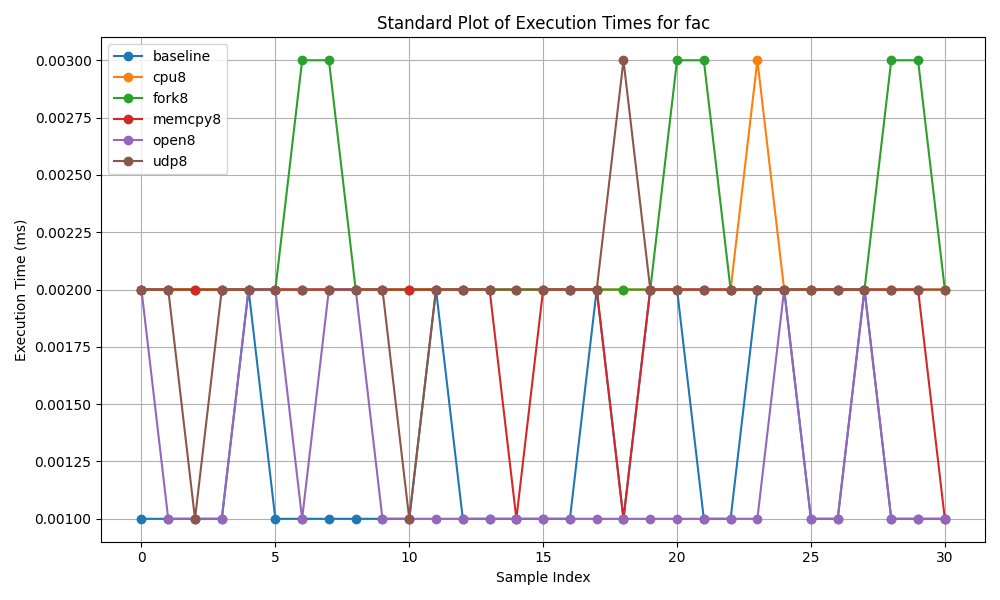 Standard Plot of Execution Times for fac
baseline
cpu8
fork8
memcpy8
open8
udp8
0.00300
0.00275
0.00250
0.00225
0.00200
0.00175
0.00150
0.00125
0.00100
Execution Time (ms)
0 5 10 15 20 25 30
Sample Index